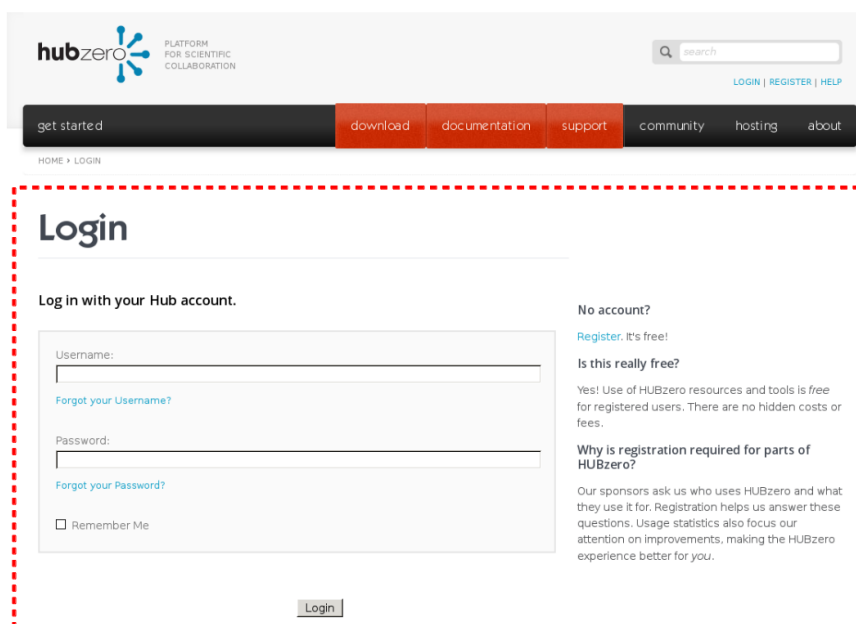 hubzero
PLATFORM
FOR SCIENTIFIC
COLLABORATION
search
LOGIN | REGISTER | HELP
get started download documentation support community hosting about
HOME › LOGIN
Login
Log in with your Hub account.
Username:
Forgot your Username?
Password:
Forgot your Password?
Remember Me
Login
No account?
Register. It's free!
Is this really free?
Yes! Use of HUBzero resources and tools is free
for registered users. There are no hidden costs or
fees.
Why is registration required for parts of
HUBzero?
Our sponsors ask us who uses HUBzero and what
they use it for. Registration helps us answer these
questions. Usage statistics also focus our
attention on improvements, making the HUBzero
experience better for you.